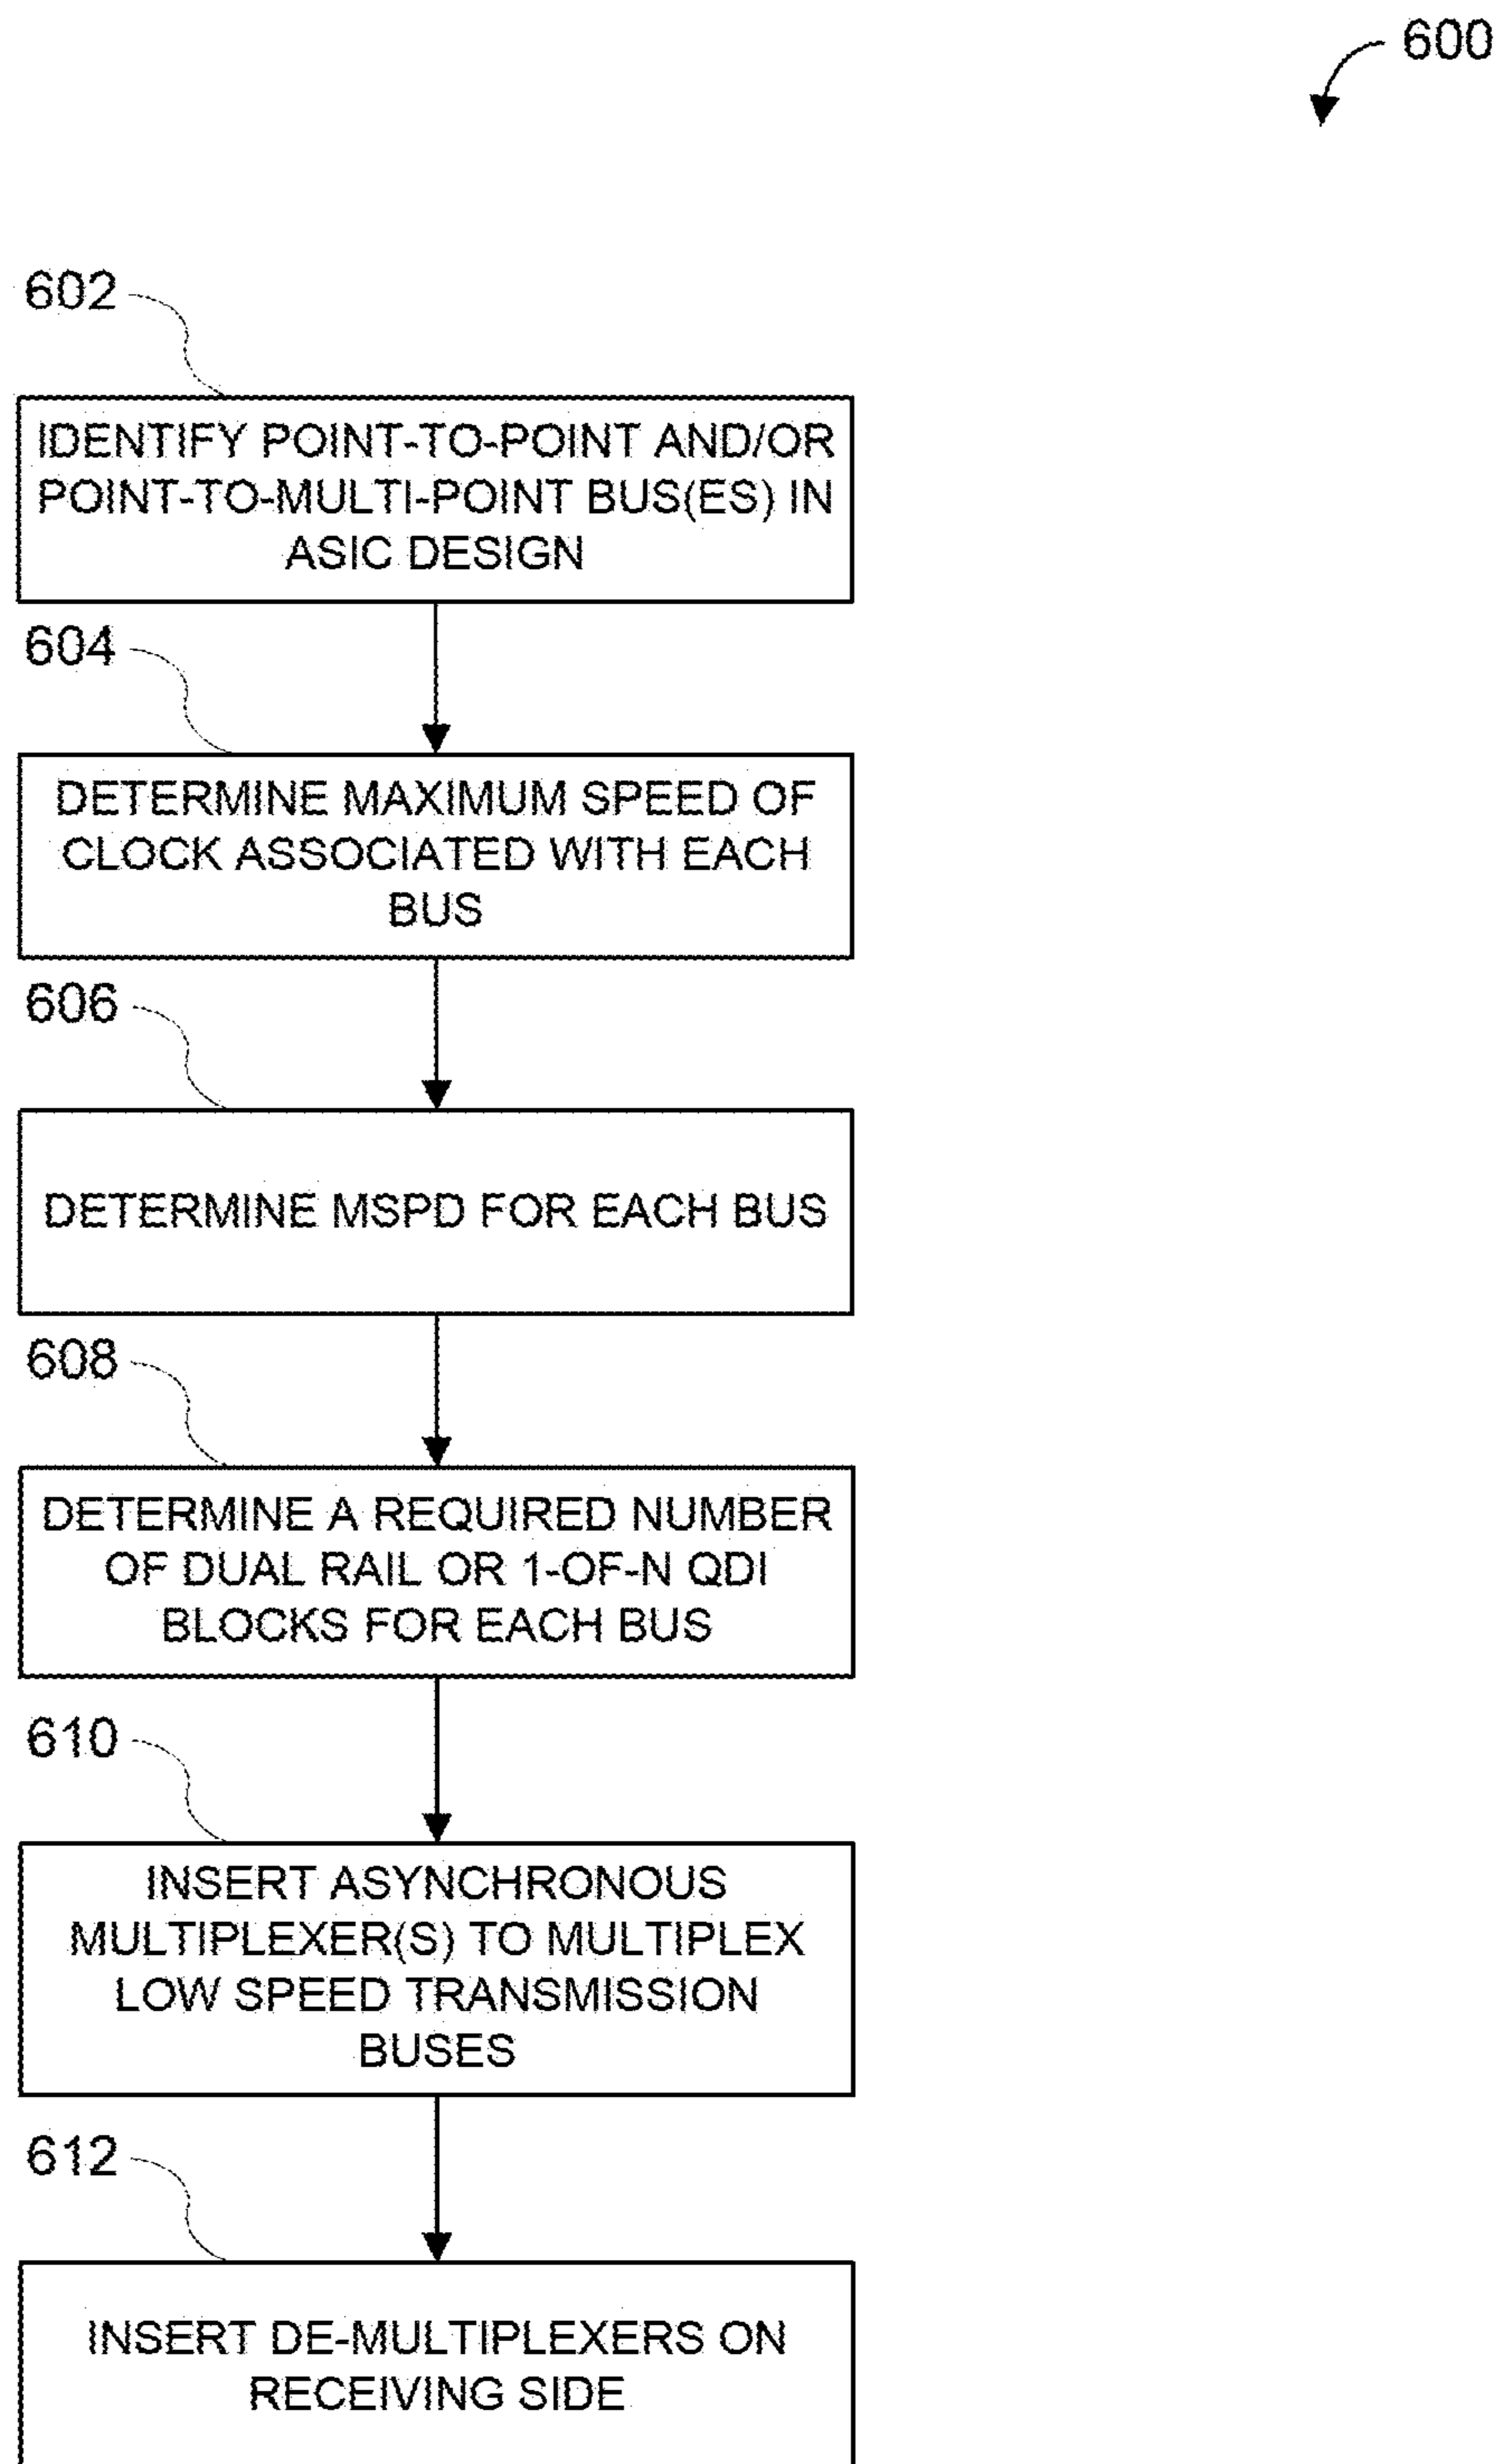 600
602
IDENTIFY POINT-TO-POINT AND/OR
POINT-TO-MULTI-POINT BUS(ES) IN
ASIC DESIGN
604
DETERMINE MAXIMUM SPEED OF
CLOCK ASSOCIATED WITH EACH
BUS
606
DETERMINE MSPD FOR EACH BUS
608
DETERMINE A REQUIRED NUMBER
OF DUAL RAIL OR 1-OF-N QDI
BLOCKS FOR EACH BUS
610
INSERT ASYNCHRONOUS
MULTIPLEXER(S) TO MULTIPLEX
LOW SPEED TRANSMISSION
BUSES
612
INSERT DE-MULTIPLEXERS ON
RECEIVING SIDE